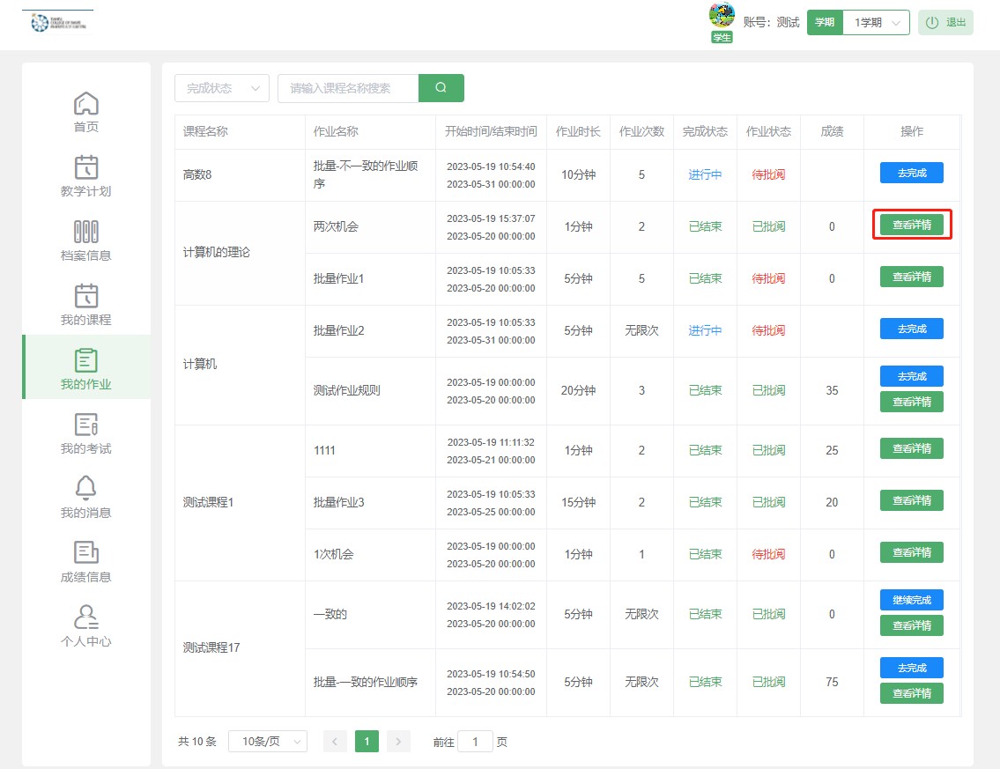 学生
账号: 测试
学期
1学期
退出
首页
教学计划
档案信息
我的课程
我的作业
我的考试
我的消息
成绩信息
个人中心
完成状态
请输入课程名称搜索
课程名称 作业名称 开始时间/结束时间 作业时长 作业次数 完成状态 作业状态 成绩 操作
高数8
批量-不一致的作业顺
序
2023-05-19 10:54:40
2023-05-31 00:00:00
10分钟 5 进行中 待批阅
去完成
计算机的理论
两次机会
2023-05-19 15:37:07
2023-05-20 00:00:00
1分钟 2 已结束 已批阅 0
查看详情
批量作业1
2023-05-19 10:05:33
2023-05-20 00:00:00
5分钟 5 已结束 待批阅 0
查看详情
计算机
批量作业2
2023-05-19 10:05:33
2023-05-31 00:00:00
5分钟 无限次 进行中 待批阅
去完成
测试作业规则
2023-05-19 00:00:00
2023-05-20 00:00:00
20分钟 3 已结束 已批阅 35
去完成
查看详情
测试课程1
1111
2023-05-19 11:11:32
2023-05-21 00:00:00
1分钟 2 已结束 已批阅 25
查看详情
批量作业3
2023-05-19 10:05:33
2023-05-25 00:00:00
15分钟 2 已结束 已批阅 20
查看详情
1次机会
2023-05-19 00:00:00
2023-05-20 00:00:00
1分钟 1 已结束 待批阅 0
查看详情
测试课程17
一致的
2023-05-19 14:02:02
2023-05-20 00:00:00
5分钟 无限次 已结束 已批阅 0
继续完成
查看详情
批量-一致的作业顺序
2023-05-19 10:54:50
2023-05-20 00:00:00
5分钟 无限次 已结束 已批阅 75
去完成
查看详情
共 10 条 10条/页 < 1 > 前往 1 页